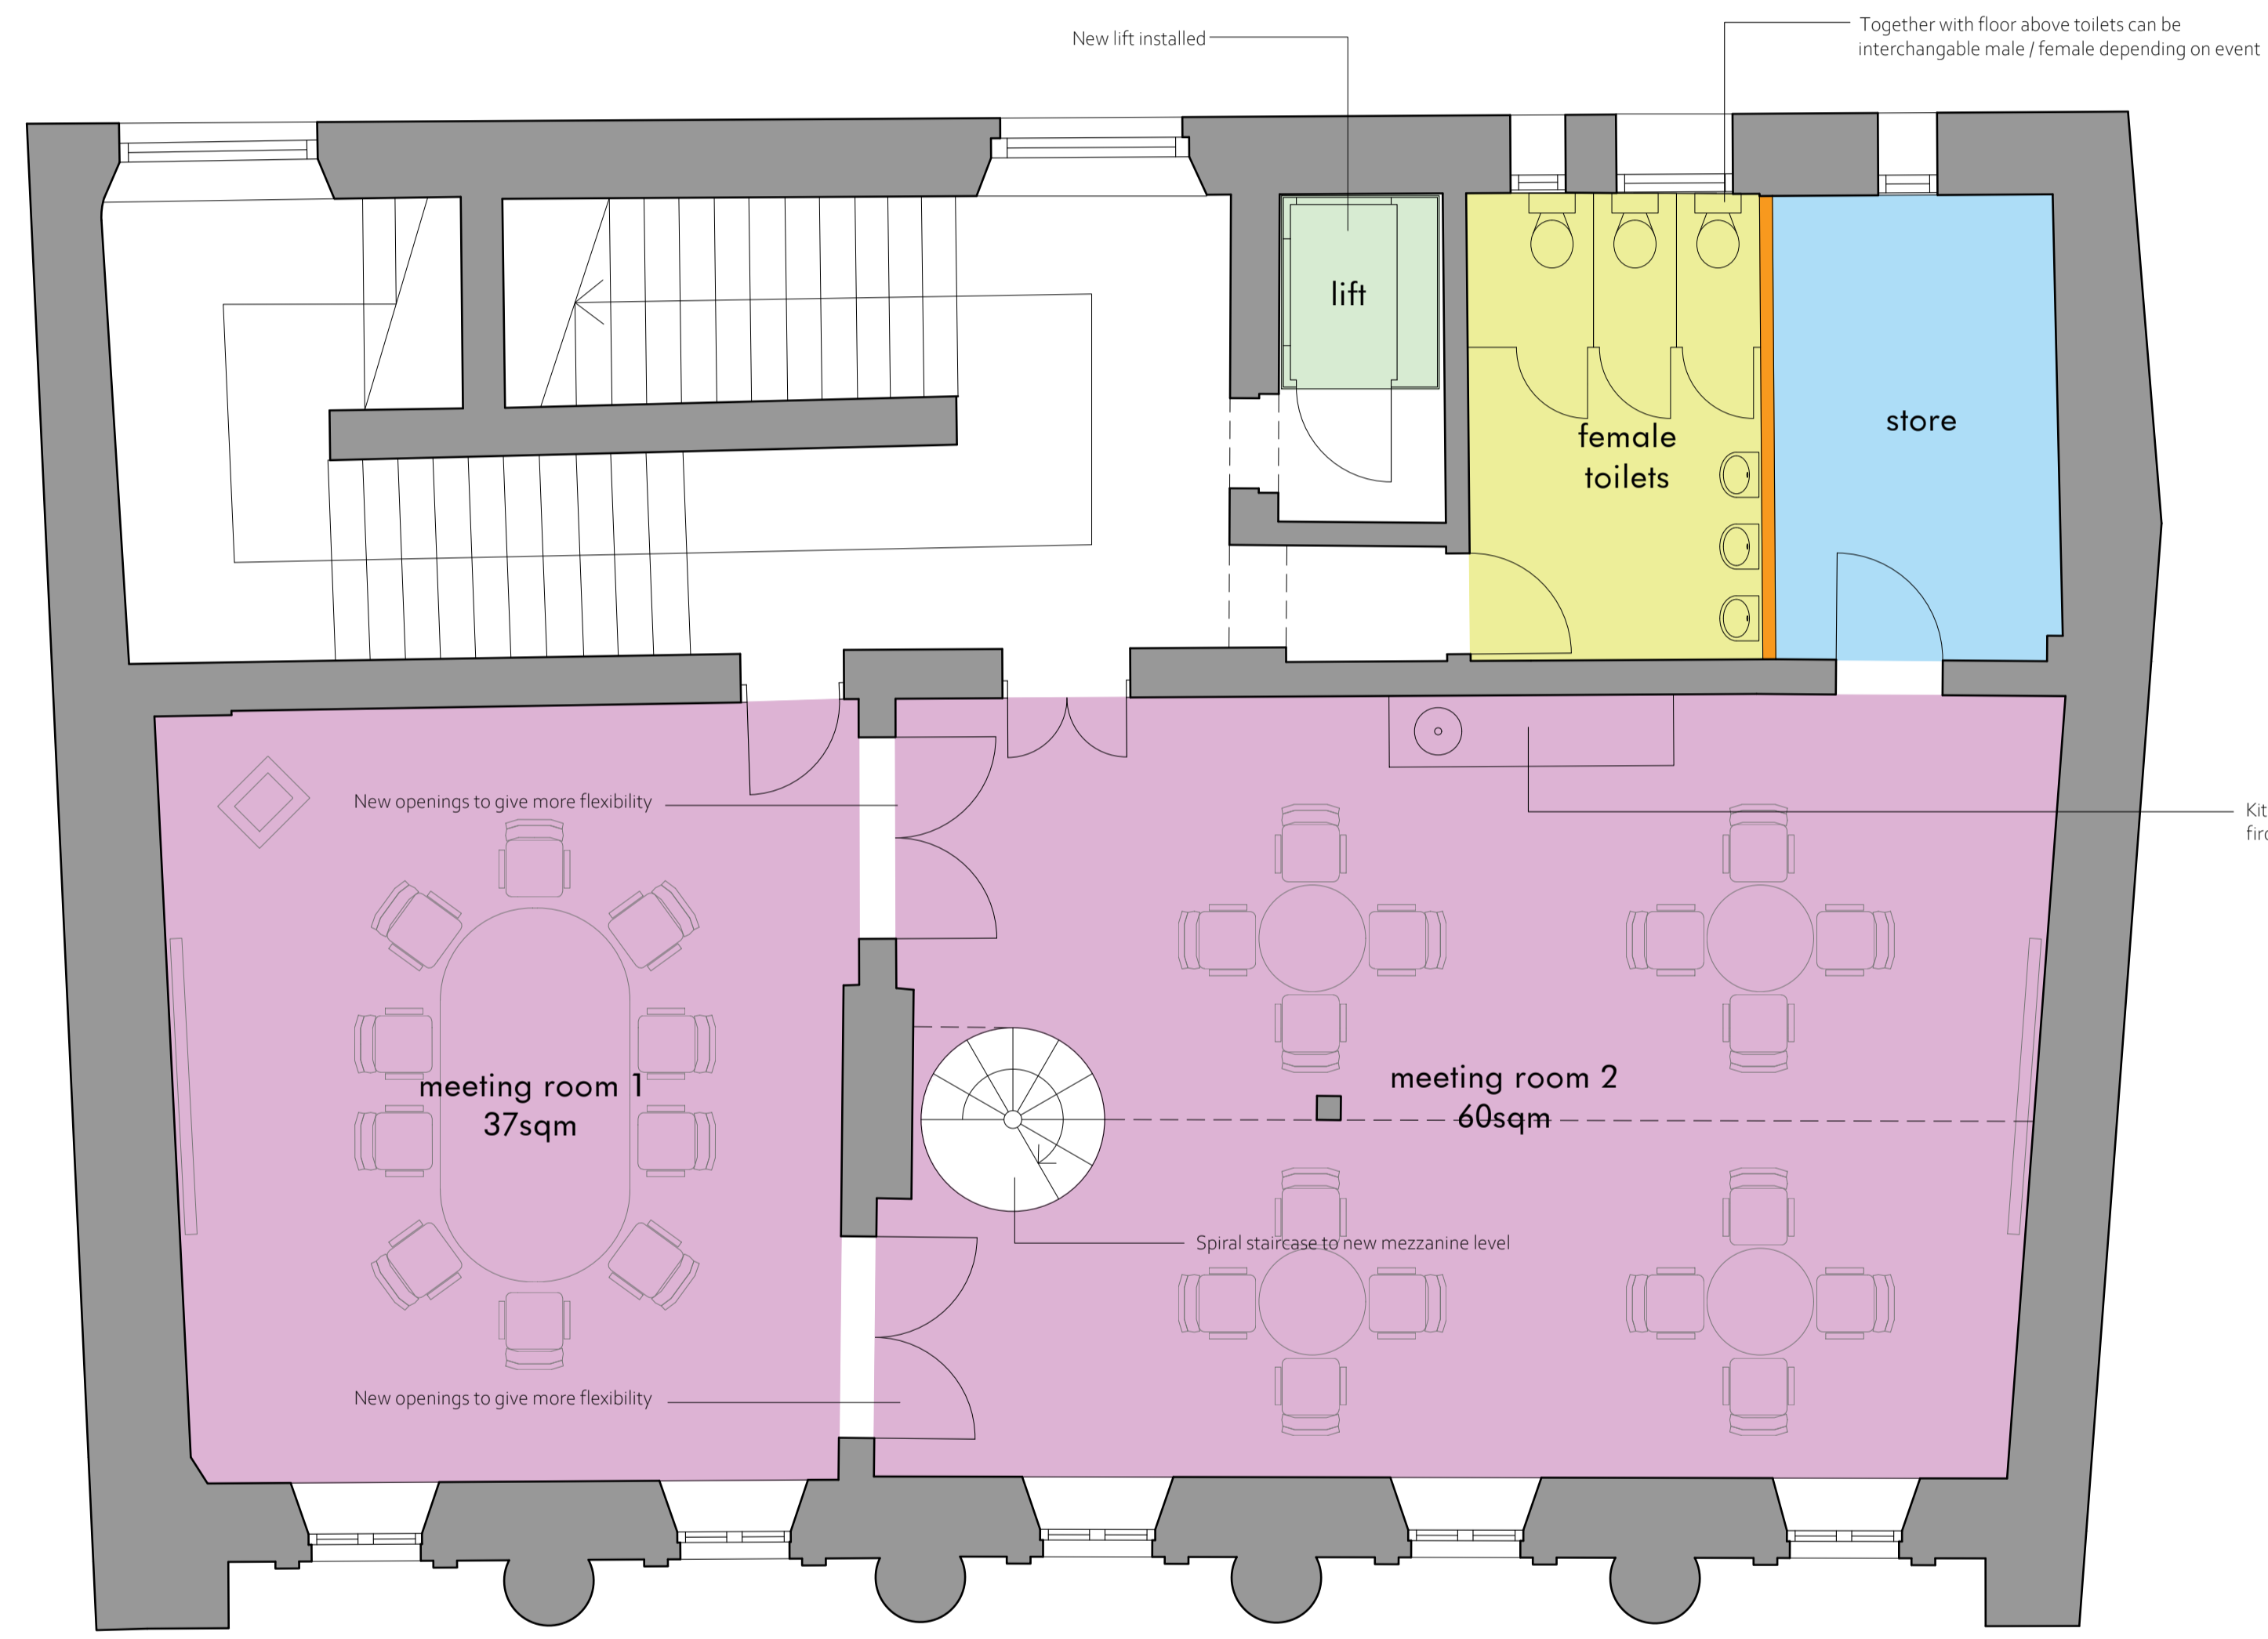 Together with floor above toilets can be
interchangable male / female depending on event
New lift installed
lift
female
toilets
store
New openings to give more flexibility
Kit
meeting room 1
37sqm
meeting room 2
60sqm
Spiral staircase to new mezzanine level
New openings to give more flexibility